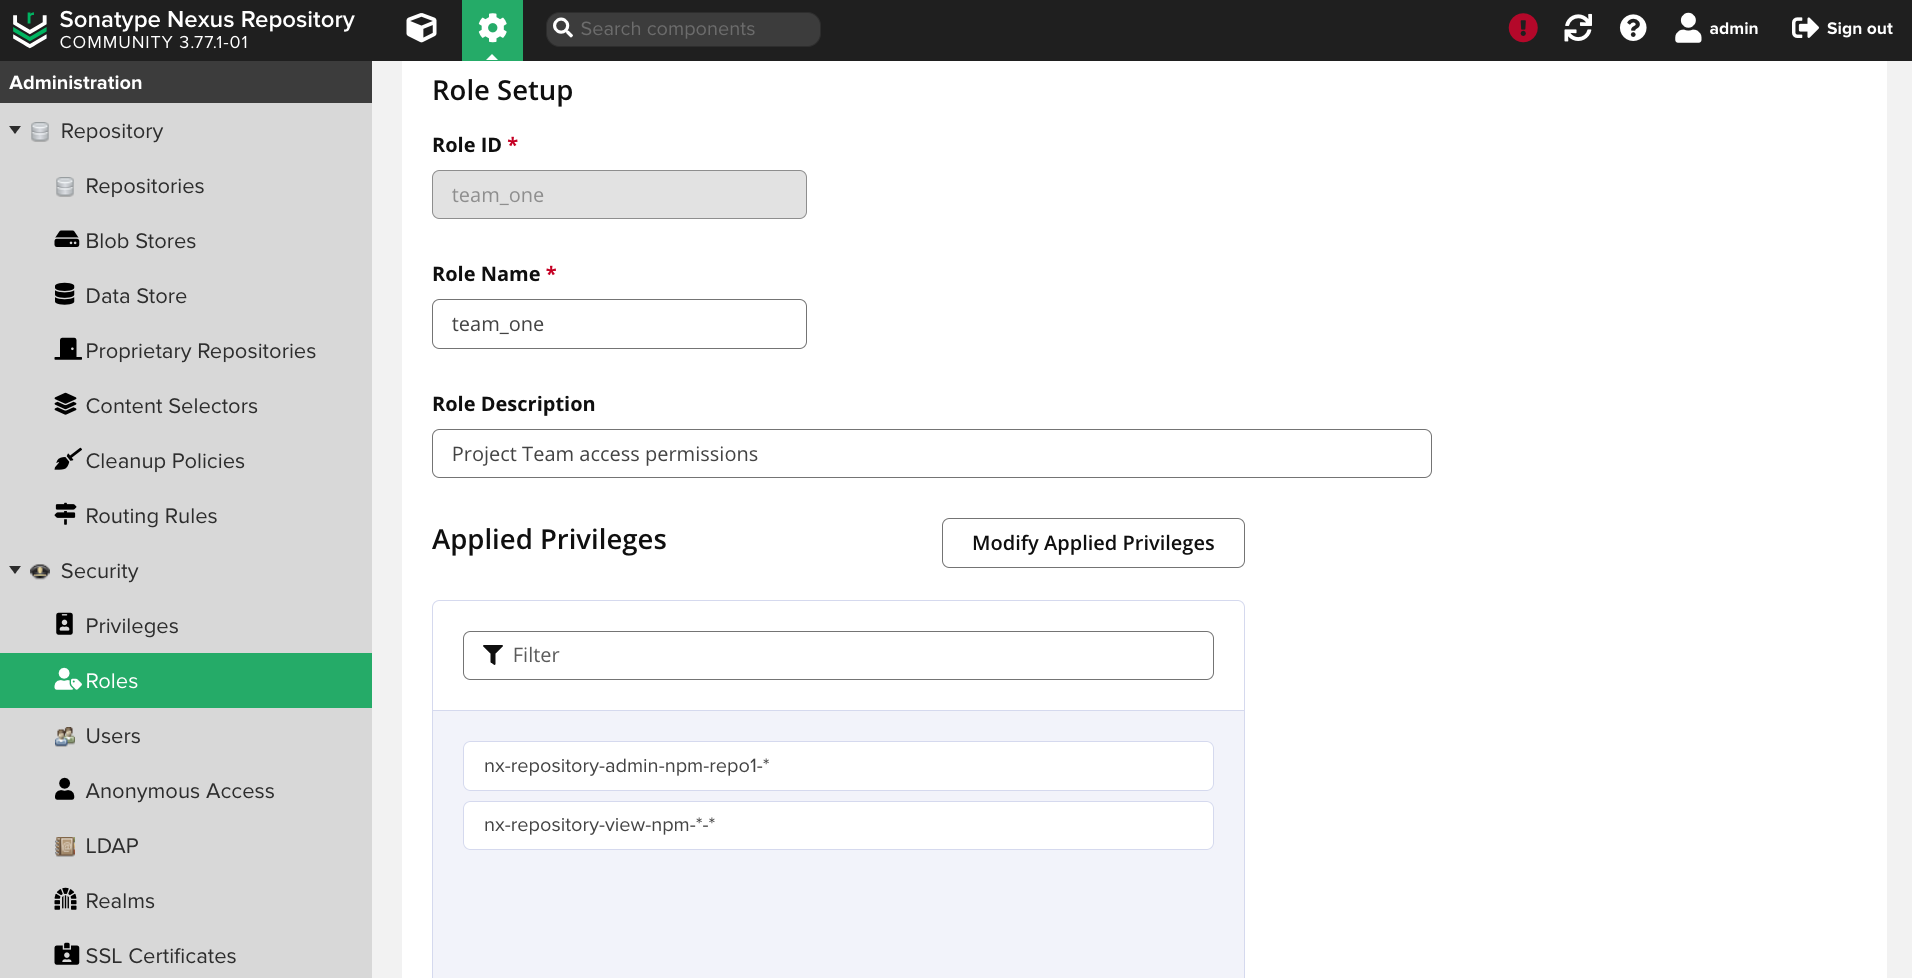 Sonatype Nexus Repository
COMMUNITY 3.77.1-01
Search components
admin
Sign out
Administration
Repository
Repositories
Blob Stores
Data Store
Proprietary Repositories
Content Selectors
Cleanup Policies
Routing Rules
Security
Privileges
Roles
Users
Anonymous Access
LDAP
Realms
SSL Certificates
Role Setup
Role ID *
team_one
Role Name *
team_one
Role Description
Project Team access permissions
Applied Privileges
Modify Applied Privileges
Filter
nx-repository-admin-npm-repo1-*
nx-repository-view-npm-*-*